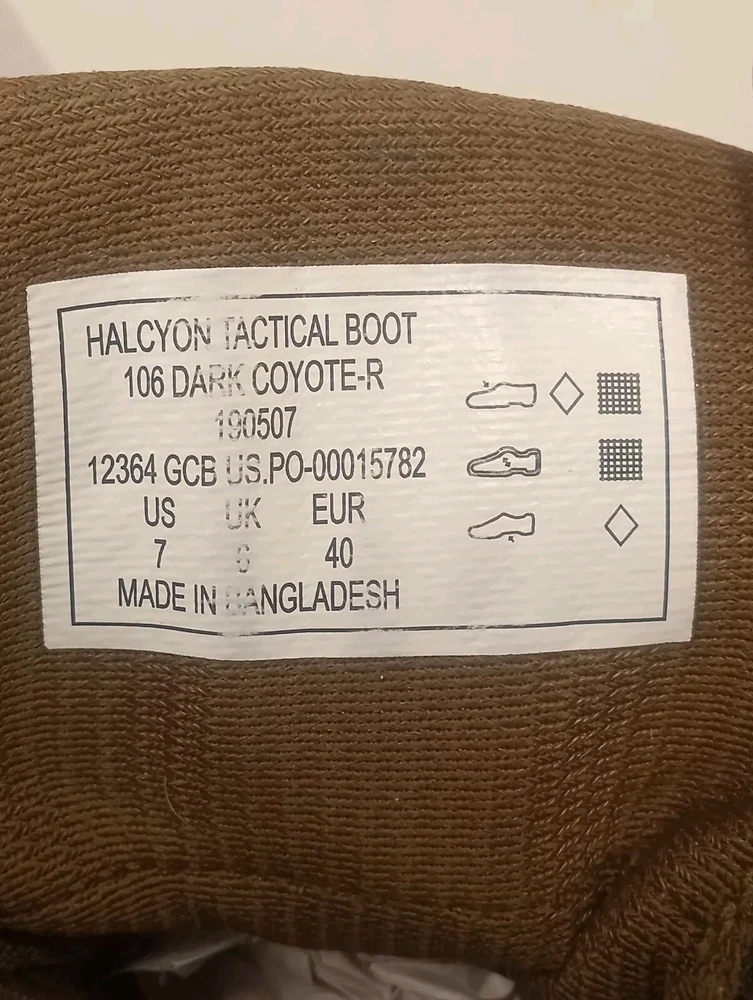 HALCYON TACTICAL BOOT
106 DARK COYOTE-R
190507
12364 GCB US.PO-00015782
US UK EUR
7 6 40
MADE IN BANGLADESH